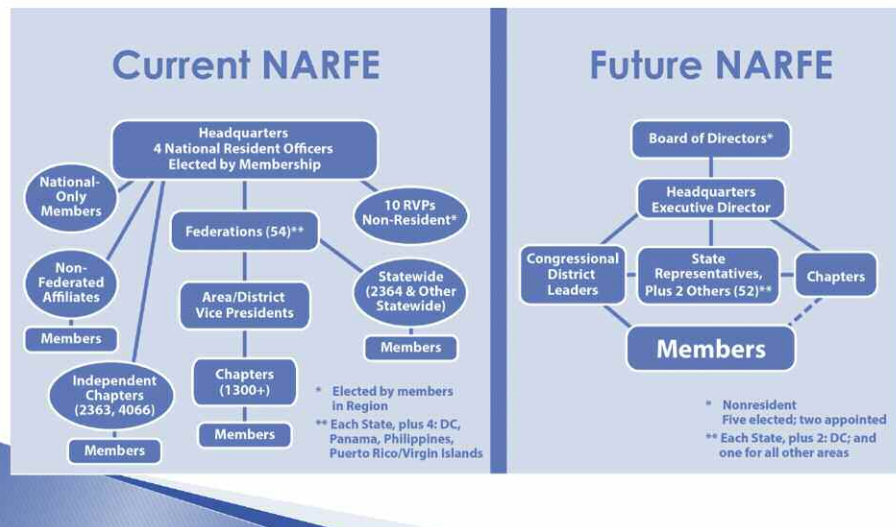 Current NARFE
Headquarters
4 National Resident Officers
Elected by Membership
National-
Only
Members
10 RVPs
Non-Resident*
Federations (54)**
Non-
Federated
Affiliates
Statewide
(2364 & Other
Statewide)
Area/District
Vice Presidents
Members
Members
Independent
Chapters
(2363, 4066)
Chapters
(1300+)
Members
Members
* Elected by members
in Region
** Each State, plus 4: DC,
Panama, Philippines,
Puerto Rico/Virgin Islands
Future NARFE
Board of Directors*
Headquarters
Executive Director
Congressional
District
Leaders
State
Representatives,
Plus 2 Others (52)**
Chapters
Members
* Nonresident
Five elected; two appointed
** Each State, plus 2: DC; and
one for all other areas